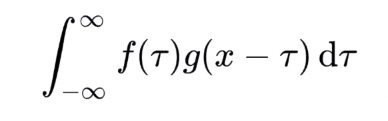 ∫_{-∞}^{∞} f(τ)g(x − τ) dτ